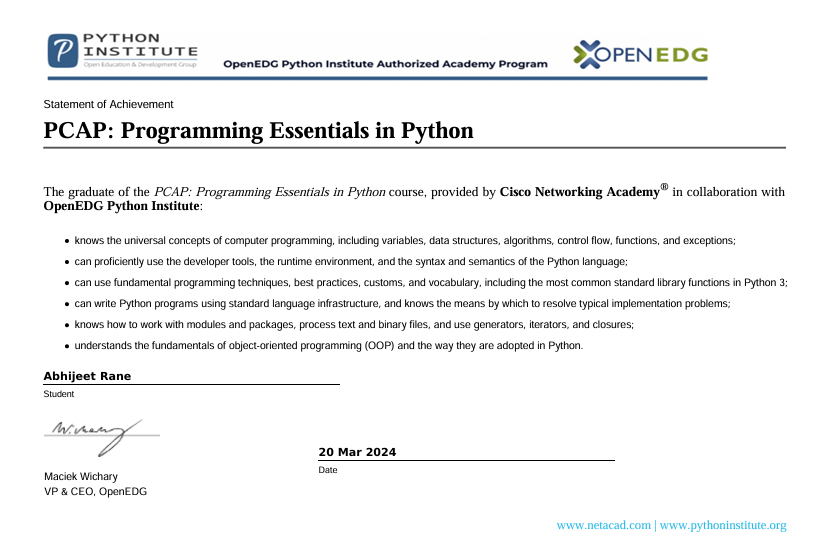 PYTHON
INSTITUTE
Open Education & Development Group
OpenEDG Python Institute Authorized Academy Program
OPENEDG
Statement of Achievement
PCAP: Programming Essentials in Python
The graduate of the PCAP: Programming Essentials in Python course, provided by Cisco Networking Academy® in collaboration with
OpenEDG Python Institute:
• knows the universal concepts of computer programming, including variables, data structures, algorithms, control flow, functions, and exceptions;
• can proficiently use the developer tools, the runtime environment, and the syntax and semantics of the Python language;
• can use fundamental programming techniques, best practices, customs, and vocabulary, including the most common standard library functions in Python 3;
• can write Python programs using standard language infrastructure, and knows the means by which to resolve typical implementation problems;
• knows how to work with modules and packages, process text and binary files, and use generators, iterators, and closures;
• understands the fundamentals of object-oriented programming (OOP) and the way they are adopted in Python.
Abhijeet Rane
Student
W.chary
20 Mar 2024
Date
Maciek Wichary
VP & CEO, OpenEDG
www.netacad.com | www.pythoninstitute.org